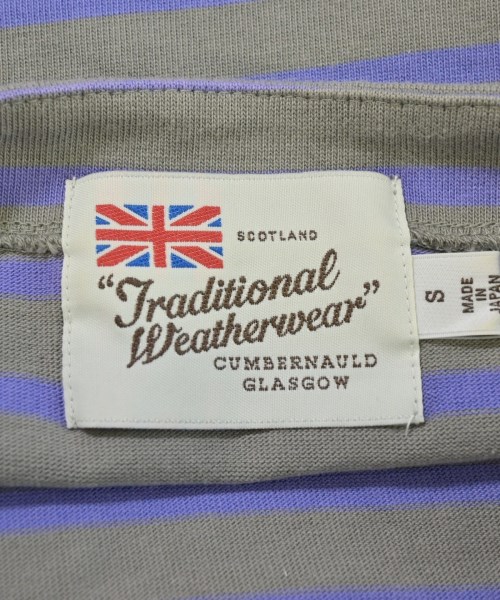 SCOTLAND
"Traditional
Weatherwear"
CUMBERNAULD
GLASGOW
S
MADE
IN
JAPAN